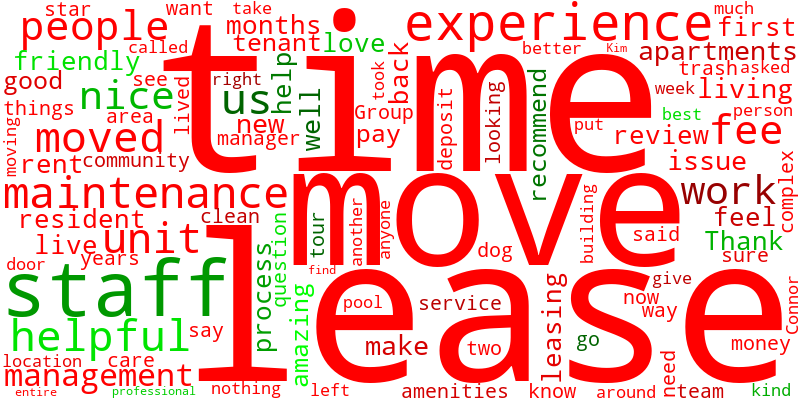 star
want
take
much
people
months
experience
first
called
tenant
love
better
Kim
apartments
friendly
back
trash
asked
good
see
lived
right
help
took
time
week
living
nice
us
things
area
new
well
Group
deposit
looking
recommend
best
person
put
moving
moved
manager
pay
review
fee
rent
community
issue
complex
maintenance
move
work
resident
clean
question
tour
another
anyone
building
said
feel
live
unit
process
dog
Thank
years
sure
door
staff
find
lease
give
Connor
amazing
pool
service
leasing
now
way
helpful
say
make
two
go
money
location
care
need
management
nothing
left
amenities
know
around
team
kind
entire
professional